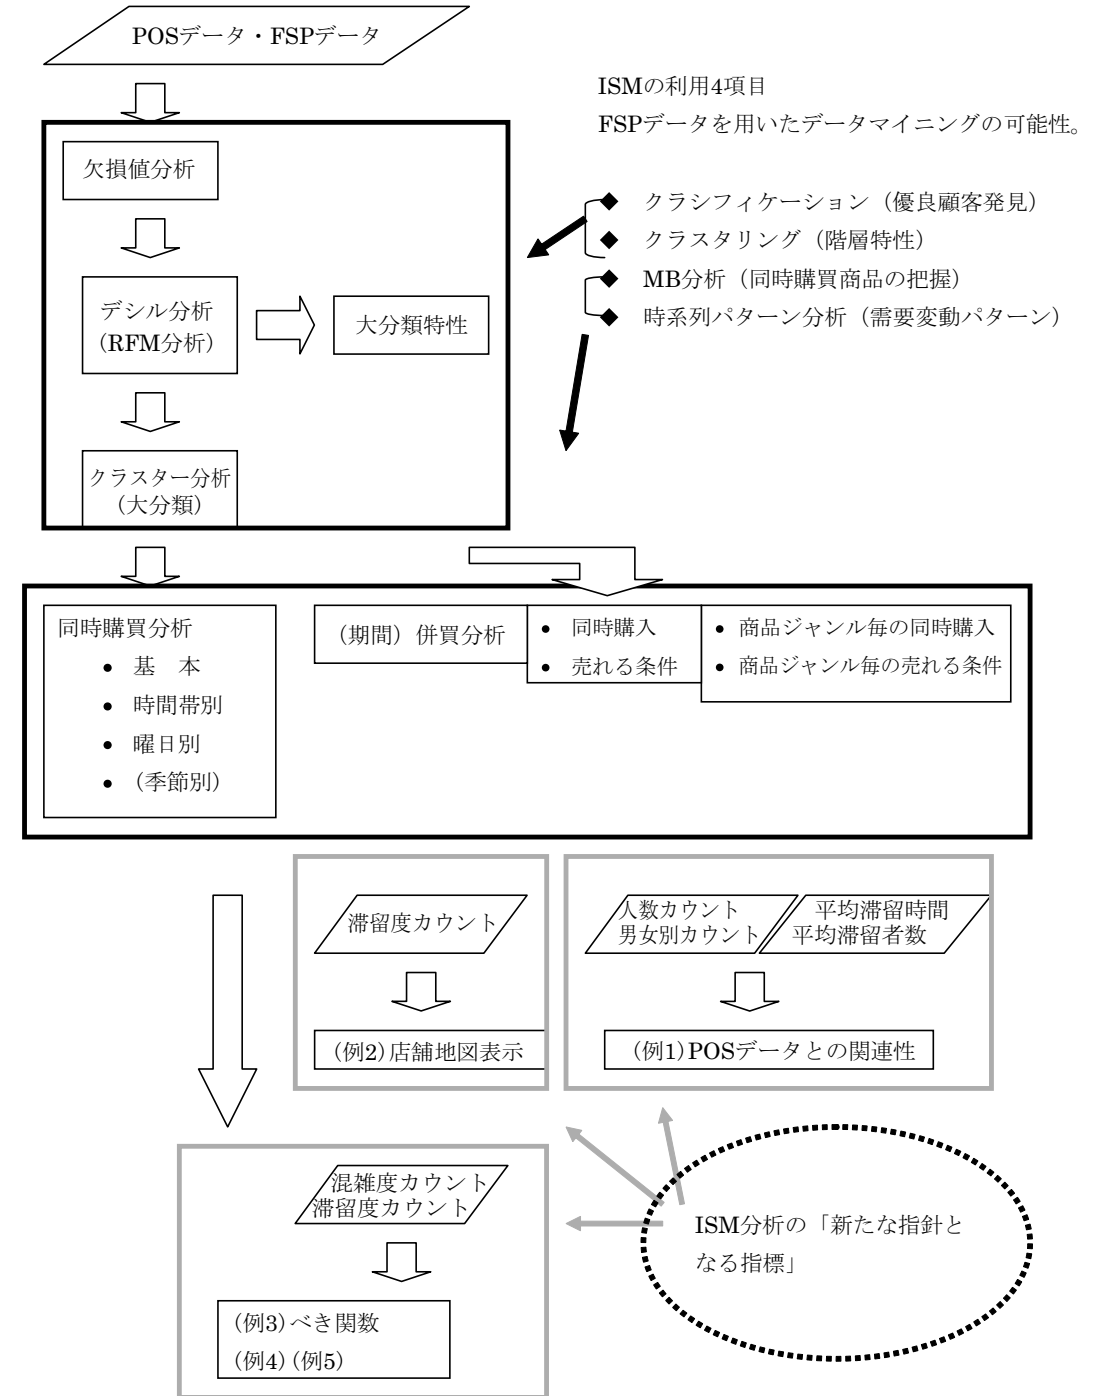 POSデータ・FSPデータ
ISMの利用4項目
FSPデータを用いたデータマイニングの可能性。
◆ クラシフィケーション（優良顧客発見）
◆ クラスタリング（階層特性）
◆ MB分析（同時購買商品の把握）
◆ 時系列パターン分析（需要変動パターン）
欠損値分析
デシル分析
(RFM分析)
大分類特性
クラスター分析
（大分類）
同時購買分析
• 基　本
• 時間帯別
• 曜日別
• （季節別）
（期間）併買分析
• 同時購入
• 売れる条件
• 商品ジャンル毎の同時購入
• 商品ジャンル毎の売れる条件
滞留度カウント
(例2)店舗地図表示
人数カウント
男女別カウント
平均滞留時間
平均滞留者数
(例1)POSデータとの関連性
混雑度カウント
滞留度カウント
(例3)べき関数
(例4)(例5)
ISM分析の「新たな指針と
なる指標」